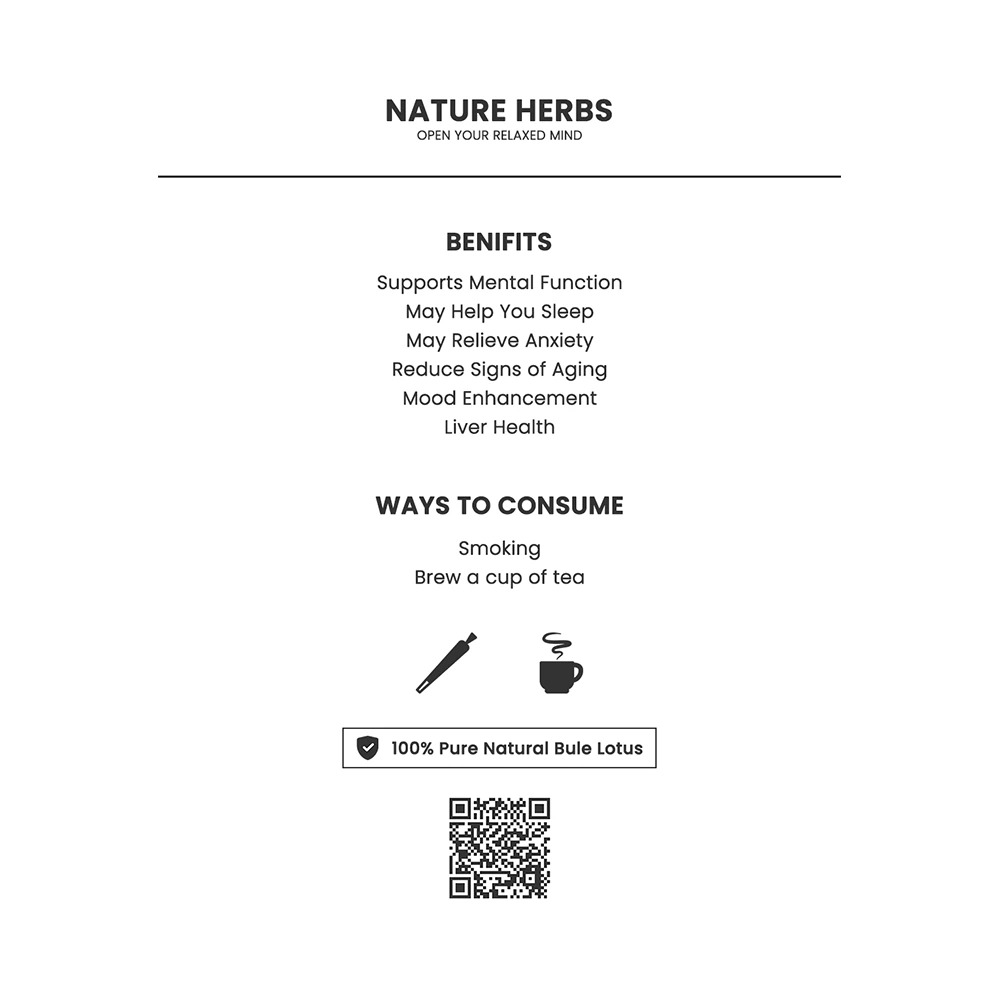 NATURE HERBS
OPEN YOUR RELAXED MIND
BENIFITS
Supports Mental Function
May Help You Sleep
May Relieve Anxiety
Reduce Signs of Aging
Mood Enhancement
Liver Health
WAYS TO CONSUME
Smoking
Brew a cup of tea
100% Pure Natural Bule Lotus